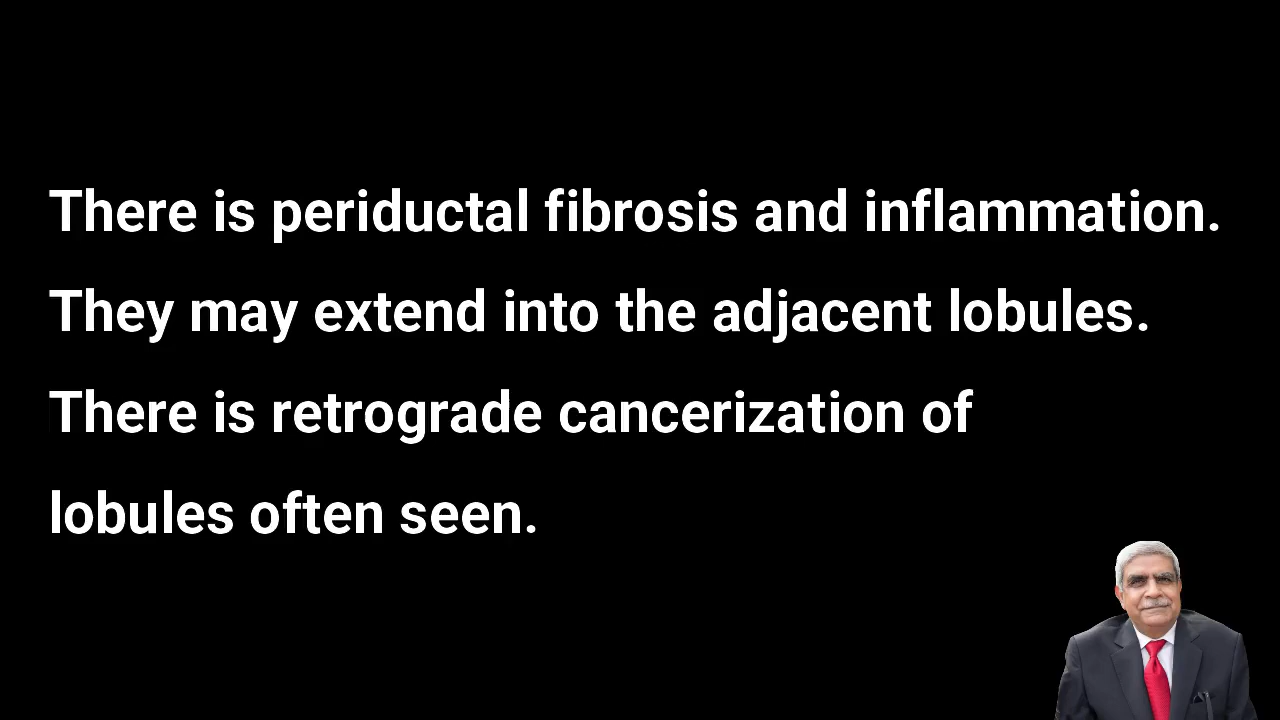 There is periductal fibrosis and inflammation.
They may extend into the adjacent lobules.
There is retrograde cancerization of
lobules often seen.